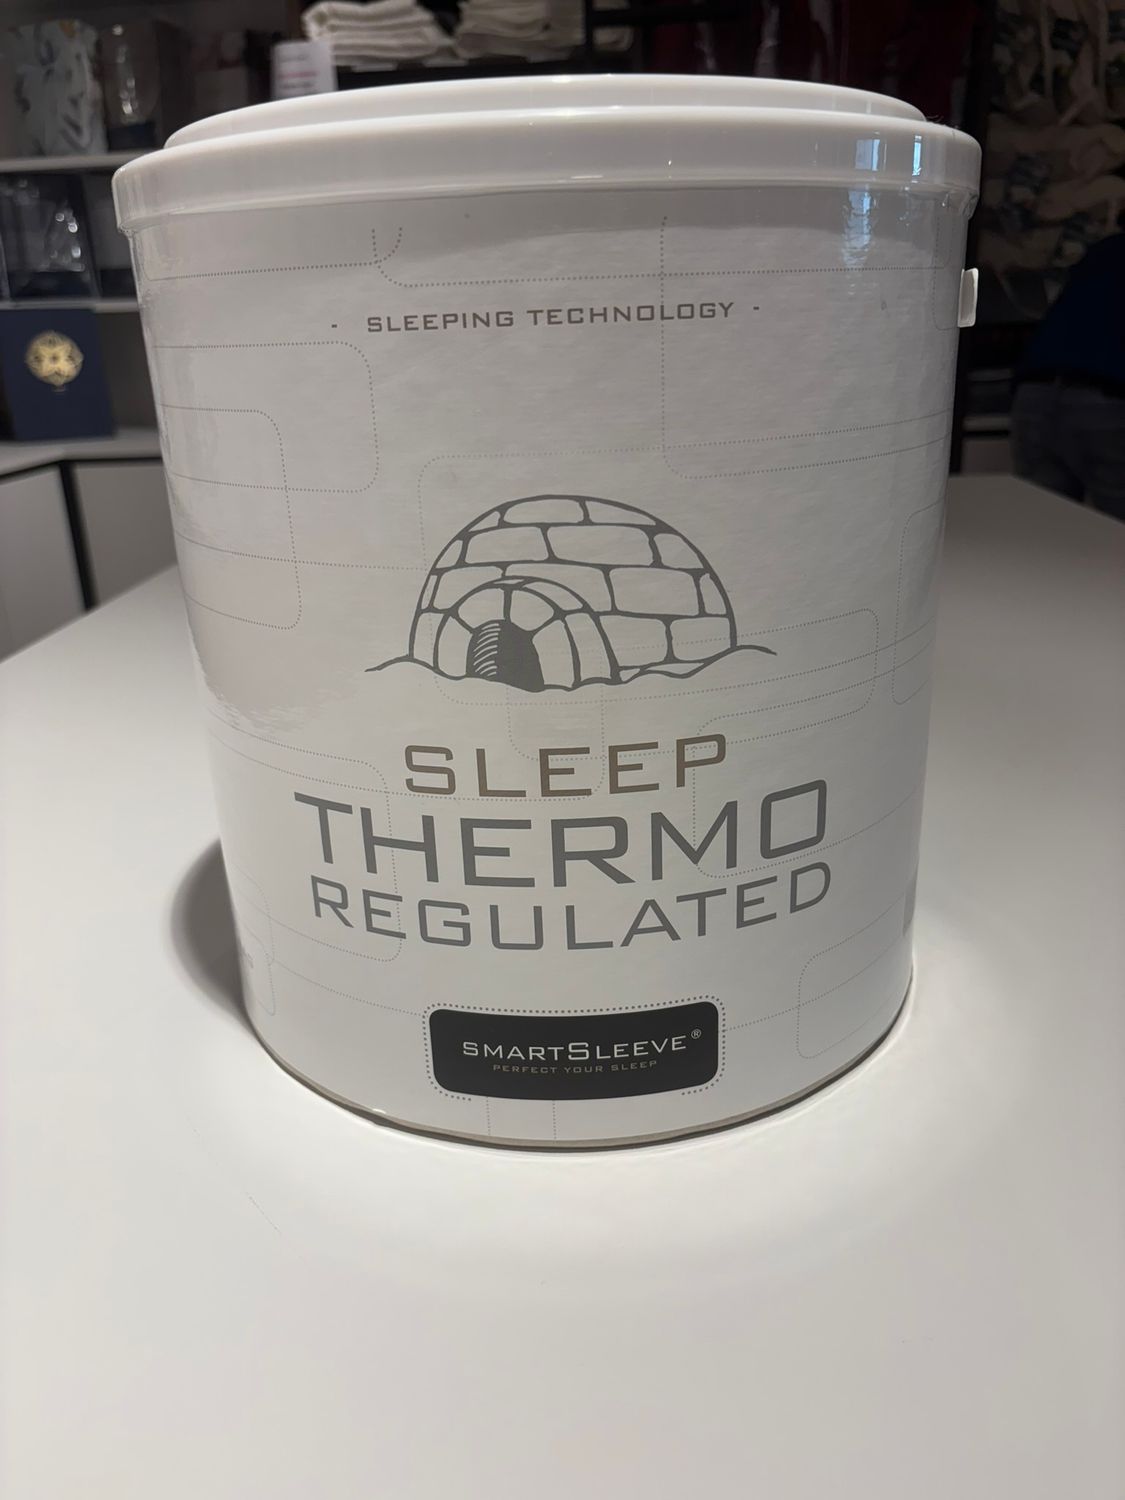 - SLEEPING TECHNOLOGY -
SLEEP
THERMO
REGULATED
SMARTSLEEVE®
PERFECT YOUR SLEEP